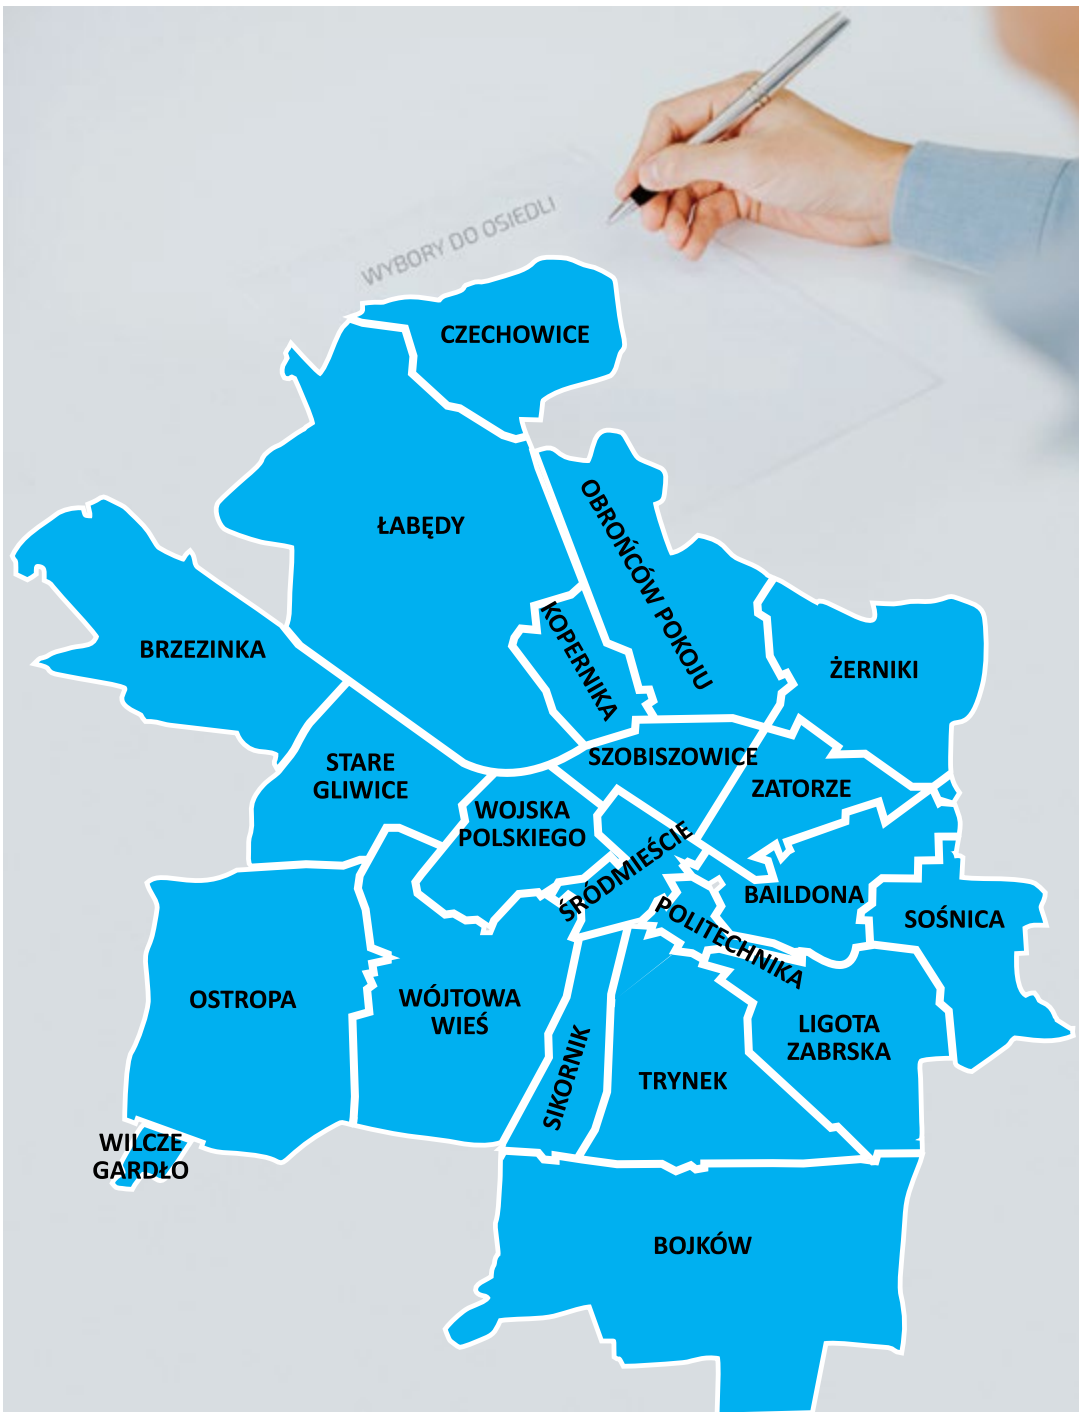 WYBORY DO OSIEDLI
CZECHOWICE
ŁABĘDY
OBROŃCÓW POKOJU
KOPERNIKA
BRZEZINKA
ŻERNIKI
STARE
GLIWICE
SZOBISZOWICE
ZATORZE
WOJSKA
POLSKIEGO
ŚRÓDMIEŚCIE
BAILDONA
SOŚNICA
POLITECHNIKA
OSTROPA
WÓJTOWA
WIEŚ
LIGOTA
ZABRSKA
SIKORNIK
TRYNEK
WILCZE
GARDŁO
BOJKÓW